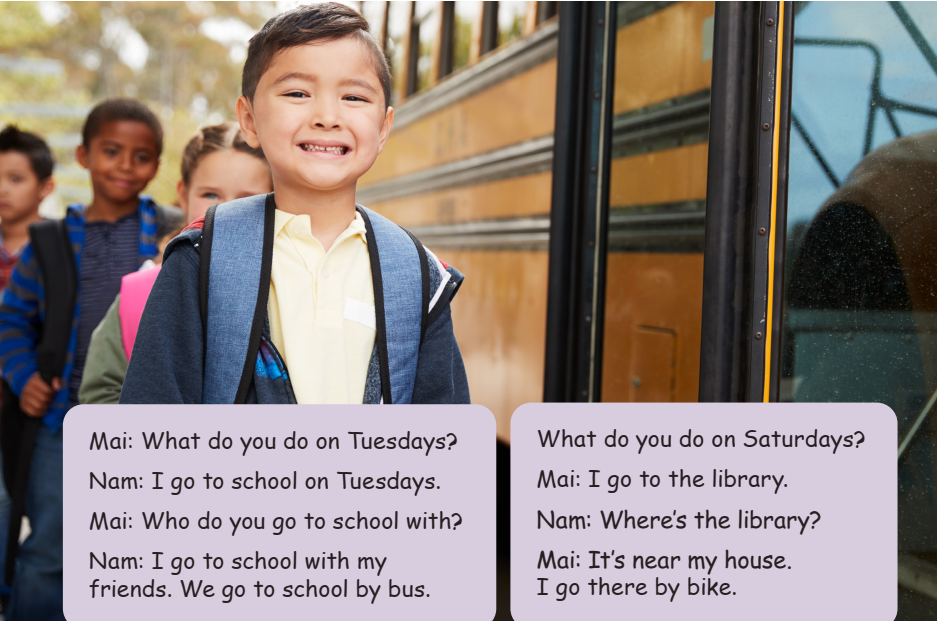 Mai: What do you do on Tuesdays?
Nam: I go to school on Tuesdays.
Mai: Who do you go to school with?
Nam: I go to school with my
friends. We go to school by bus.
What do you do on Saturdays?
Mai: I go to the library.
Nam: Where's the library?
Mai: It's near my house.
I go there by bike.